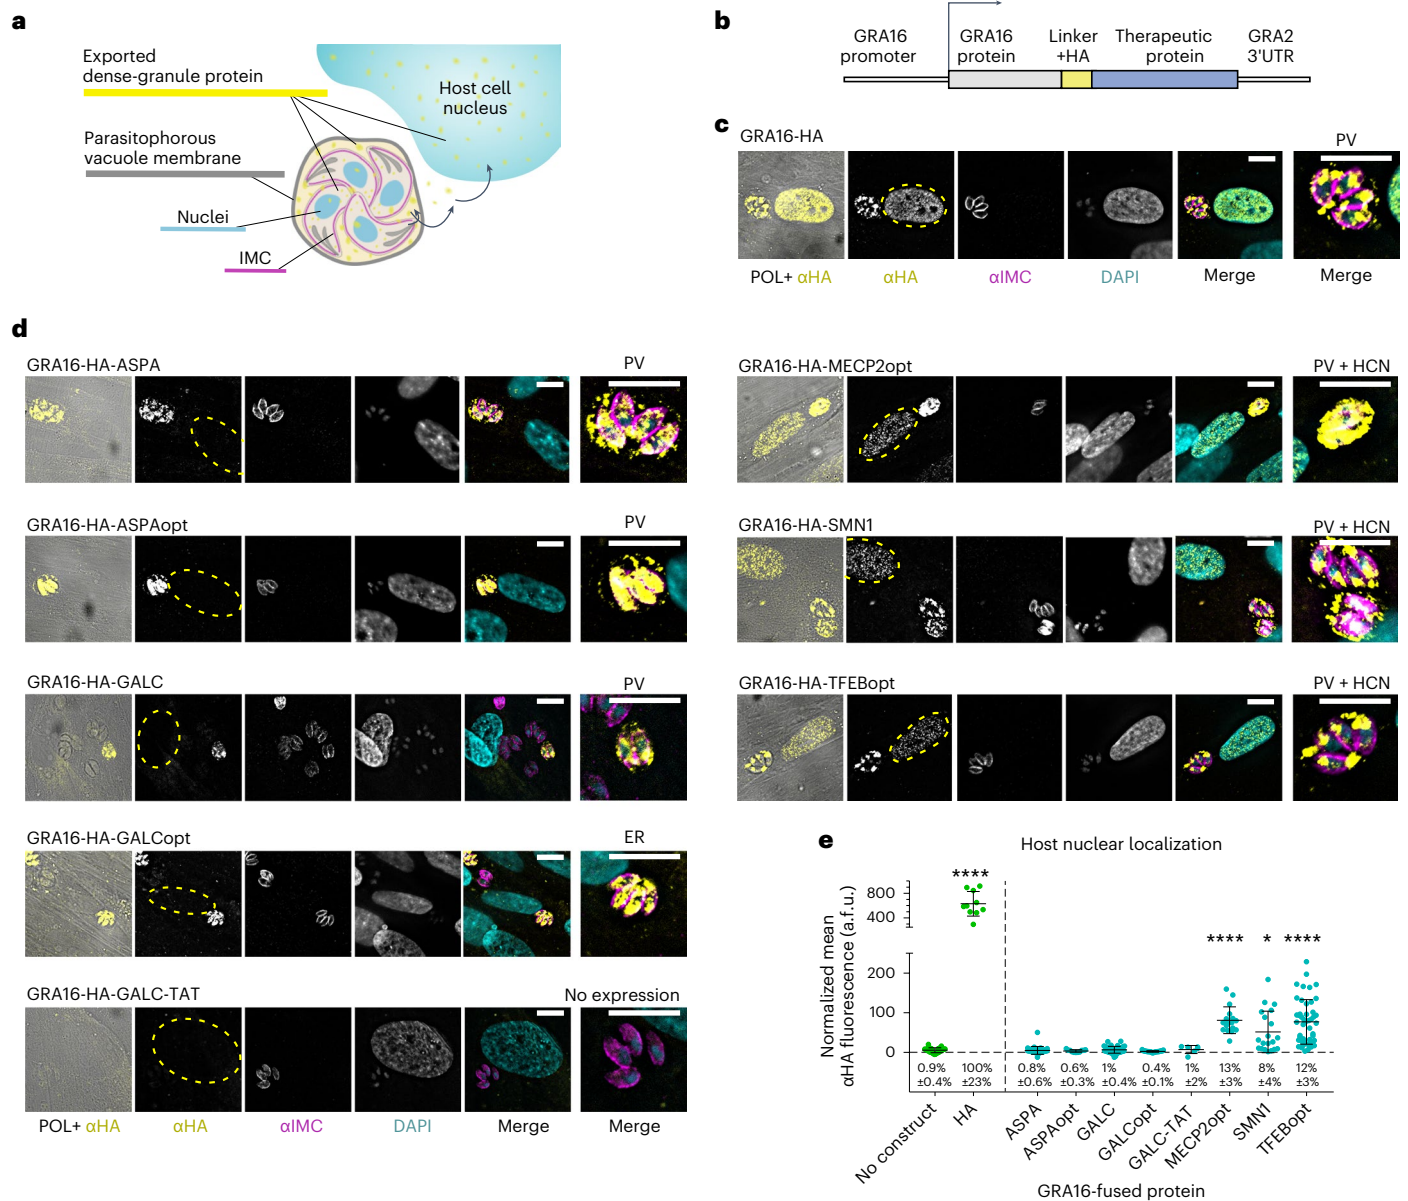 a
Exported
dense-granule protein
Host cell
nucleus
Parasitophorous
vacuole membrane
Nuclei
IMC
b
GRA16
promoter
GRA16
protein
Linker
+HA
Therapeutic
protein
GRA2
3'UTR
c
GRA16-HA
PV
POL+ αHA
αHA
αIMC
DAPI
Merge
Merge
d
GRA16-HA-ASPA
PV
GRA16-HA-ASPAopt
PV
GRA16-HA-GALC
PV
GRA16-HA-GALCopt
ER
GRA16-HA-GALC-TAT
No expression
POL+ αHA
αHA
αIMC
DAPI
Merge
Merge
GRA16-HA-MECP2opt
PV + HCN
GRA16-HA-SMN1
PV + HCN
GRA16-HA-TFEBopt
PV + HCN
e
Host nuclear localization
Normalized mean
αHA fluorescence (a.f.u.)
800
400
200
100
0
****
****
*
****
0.9%
±0.4%
100%
±23%
0.8%
±0.6%
0.6%
±0.3%
1%
±0.4%
0.4%
±0.1%
1%
±2%
13%
±3%
8%
±4%
12%
±3%
No construct
HA
ASPA
ASPAopt
GALC
GALCopt
GALC-TAT
MECP2opt
SMN1
TFEBopt
GRA16-fused protein